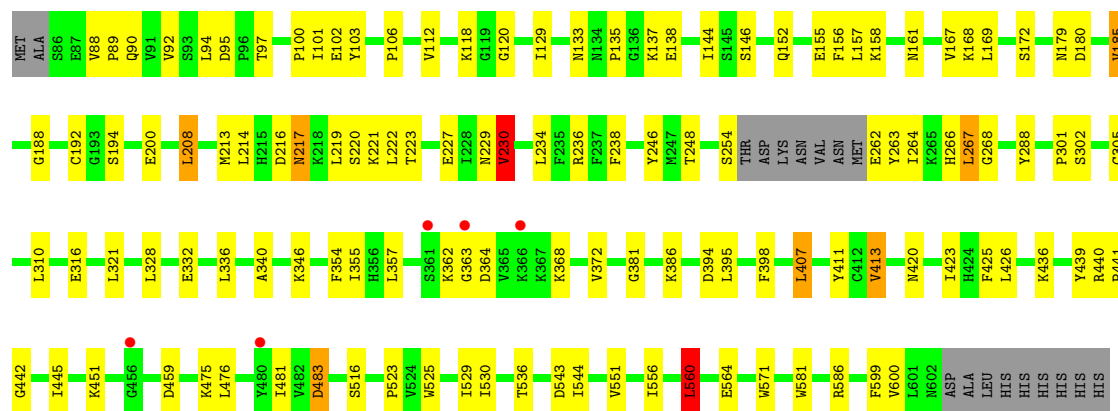 MET ALA S86 E87 V88 P89 Q90 V91 V92 S93 L94 D95 P96 T97 P100 I101 E102 Y103 P106 V112 K118 G119 G120 I129 N133 N134 P135 G136 K137 E138 I144 S145 S146 Q152 E155 F156 L157 K158 N161 V167 K168 L169 S172 N179 D180
G188 C192 G193 S194 E200 L208 M213 L214 H215 D216 N217 K218 L219 S220 K221 L222 T223 E227 I228 N229 V230 L234 F235 R236 F237 F238 Y246 M247 T248 S254 THR ASP LYS ASN VAL ASN MET E262 Y263 I264 K265 H266 L267 G268 Y288 P301 S302
L310 E316 L321 L328 E332 L336 A340 K346 F354 I355 H356 L357 S361 K362 G363 D364 V365 K366 K367 K368 V372 G381 K386 D394 L395 F398 L407 Y411 C412 V413 N420 I423 H424 F425 L426 K436 Y439 R440
G442 I445 K451 G456 D459 K475 L476 Y480 I481 V482 D483 S516 P523 V524 W525 I529 I530 T536 D543 I544 V551 I556 L560 E564 W571 W581 R586 F599 V600 L601 N602 ASP ALA LEU HIS HIS HIS HIS HIS HIS